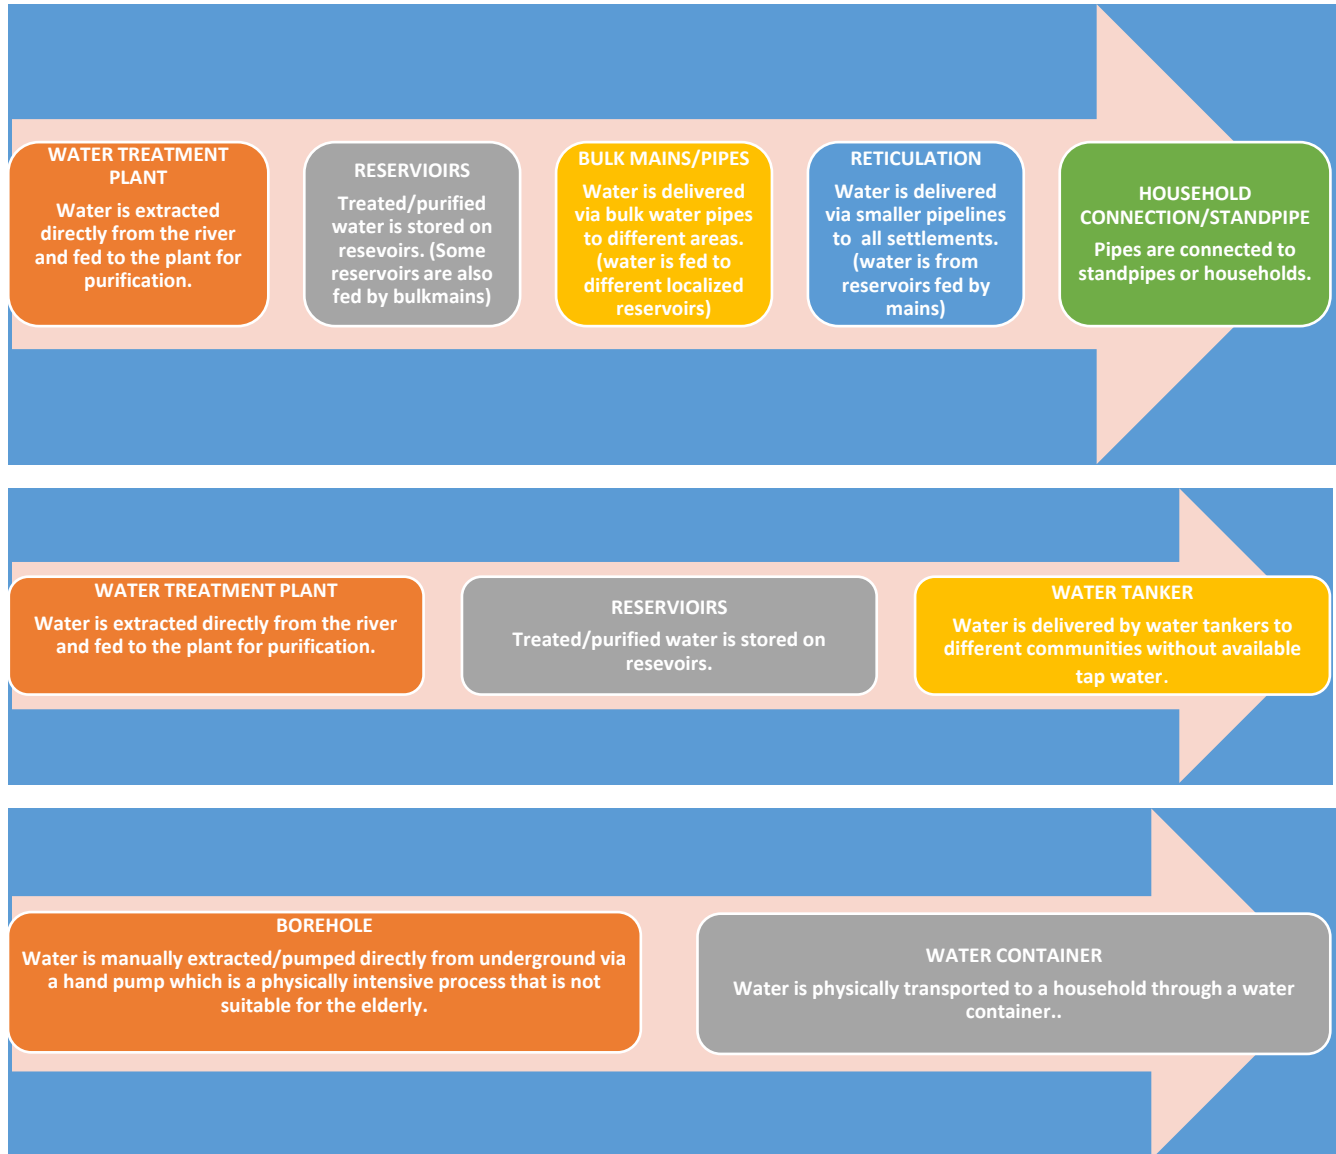 WATER TREATMENT
PLANT
Water is extracted
directly from the river
and fed to the plant for
purification.
RESERVIOIRS
Treated/purified
water is stored on
resevoirs. (Some
reservoirs are also
fed by bulkmains)
BULK MAINS/PIPES
Water is delivered
via bulk water pipes
to different areas.
(water is fed to
different localized
reservoirs)
RETICULATION
Water is delivered
via smaller pipelines
to all settlements.
(water is from
reservoirs fed by
mains)
HOUSEHOLD
CONNECTION/STANDPIPE
Pipes are connected to
standpipes or households.
WATER TREATMENT PLANT
Water is extracted directly from the river
and fed to the plant for purification.
RESERVIOIRS
Treated/purified water is stored on
resevoirs.
WATER TANKER
Water is delivered by water tankers to
different communities without available
tap water.
BOREHOLE
Water is manually extracted/pumped directly from underground via
a hand pump which is a physically intensive process that is not
suitable for the elderly.
WATER CONTAINER
Water is physically transported to a household through a water
container..